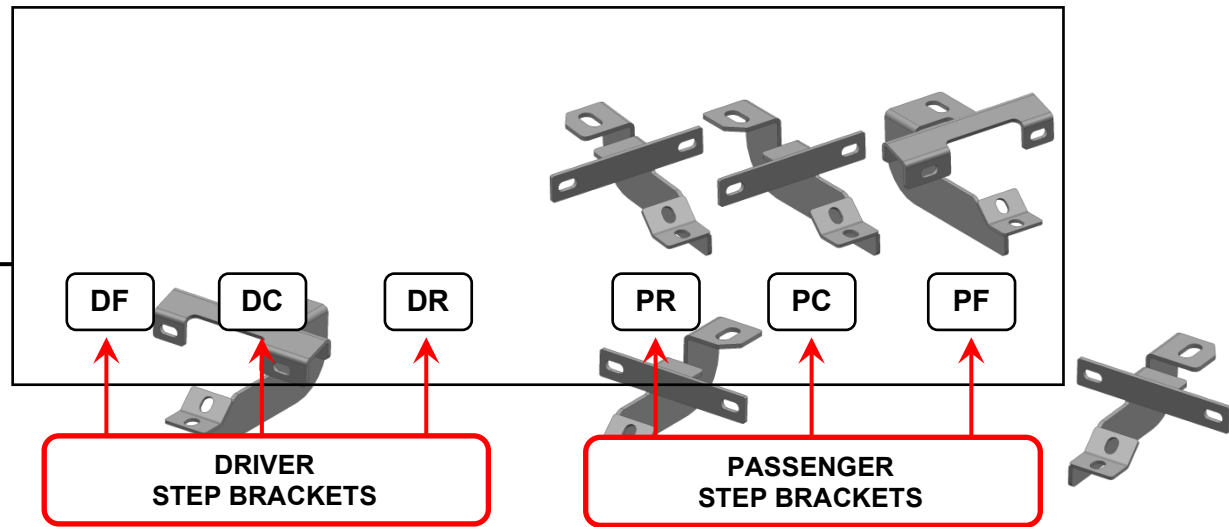 DF
DC
DR
PR
PC
PF
DRIVER
STEP BRACKETS
PASSENGER
STEP BRACKETS